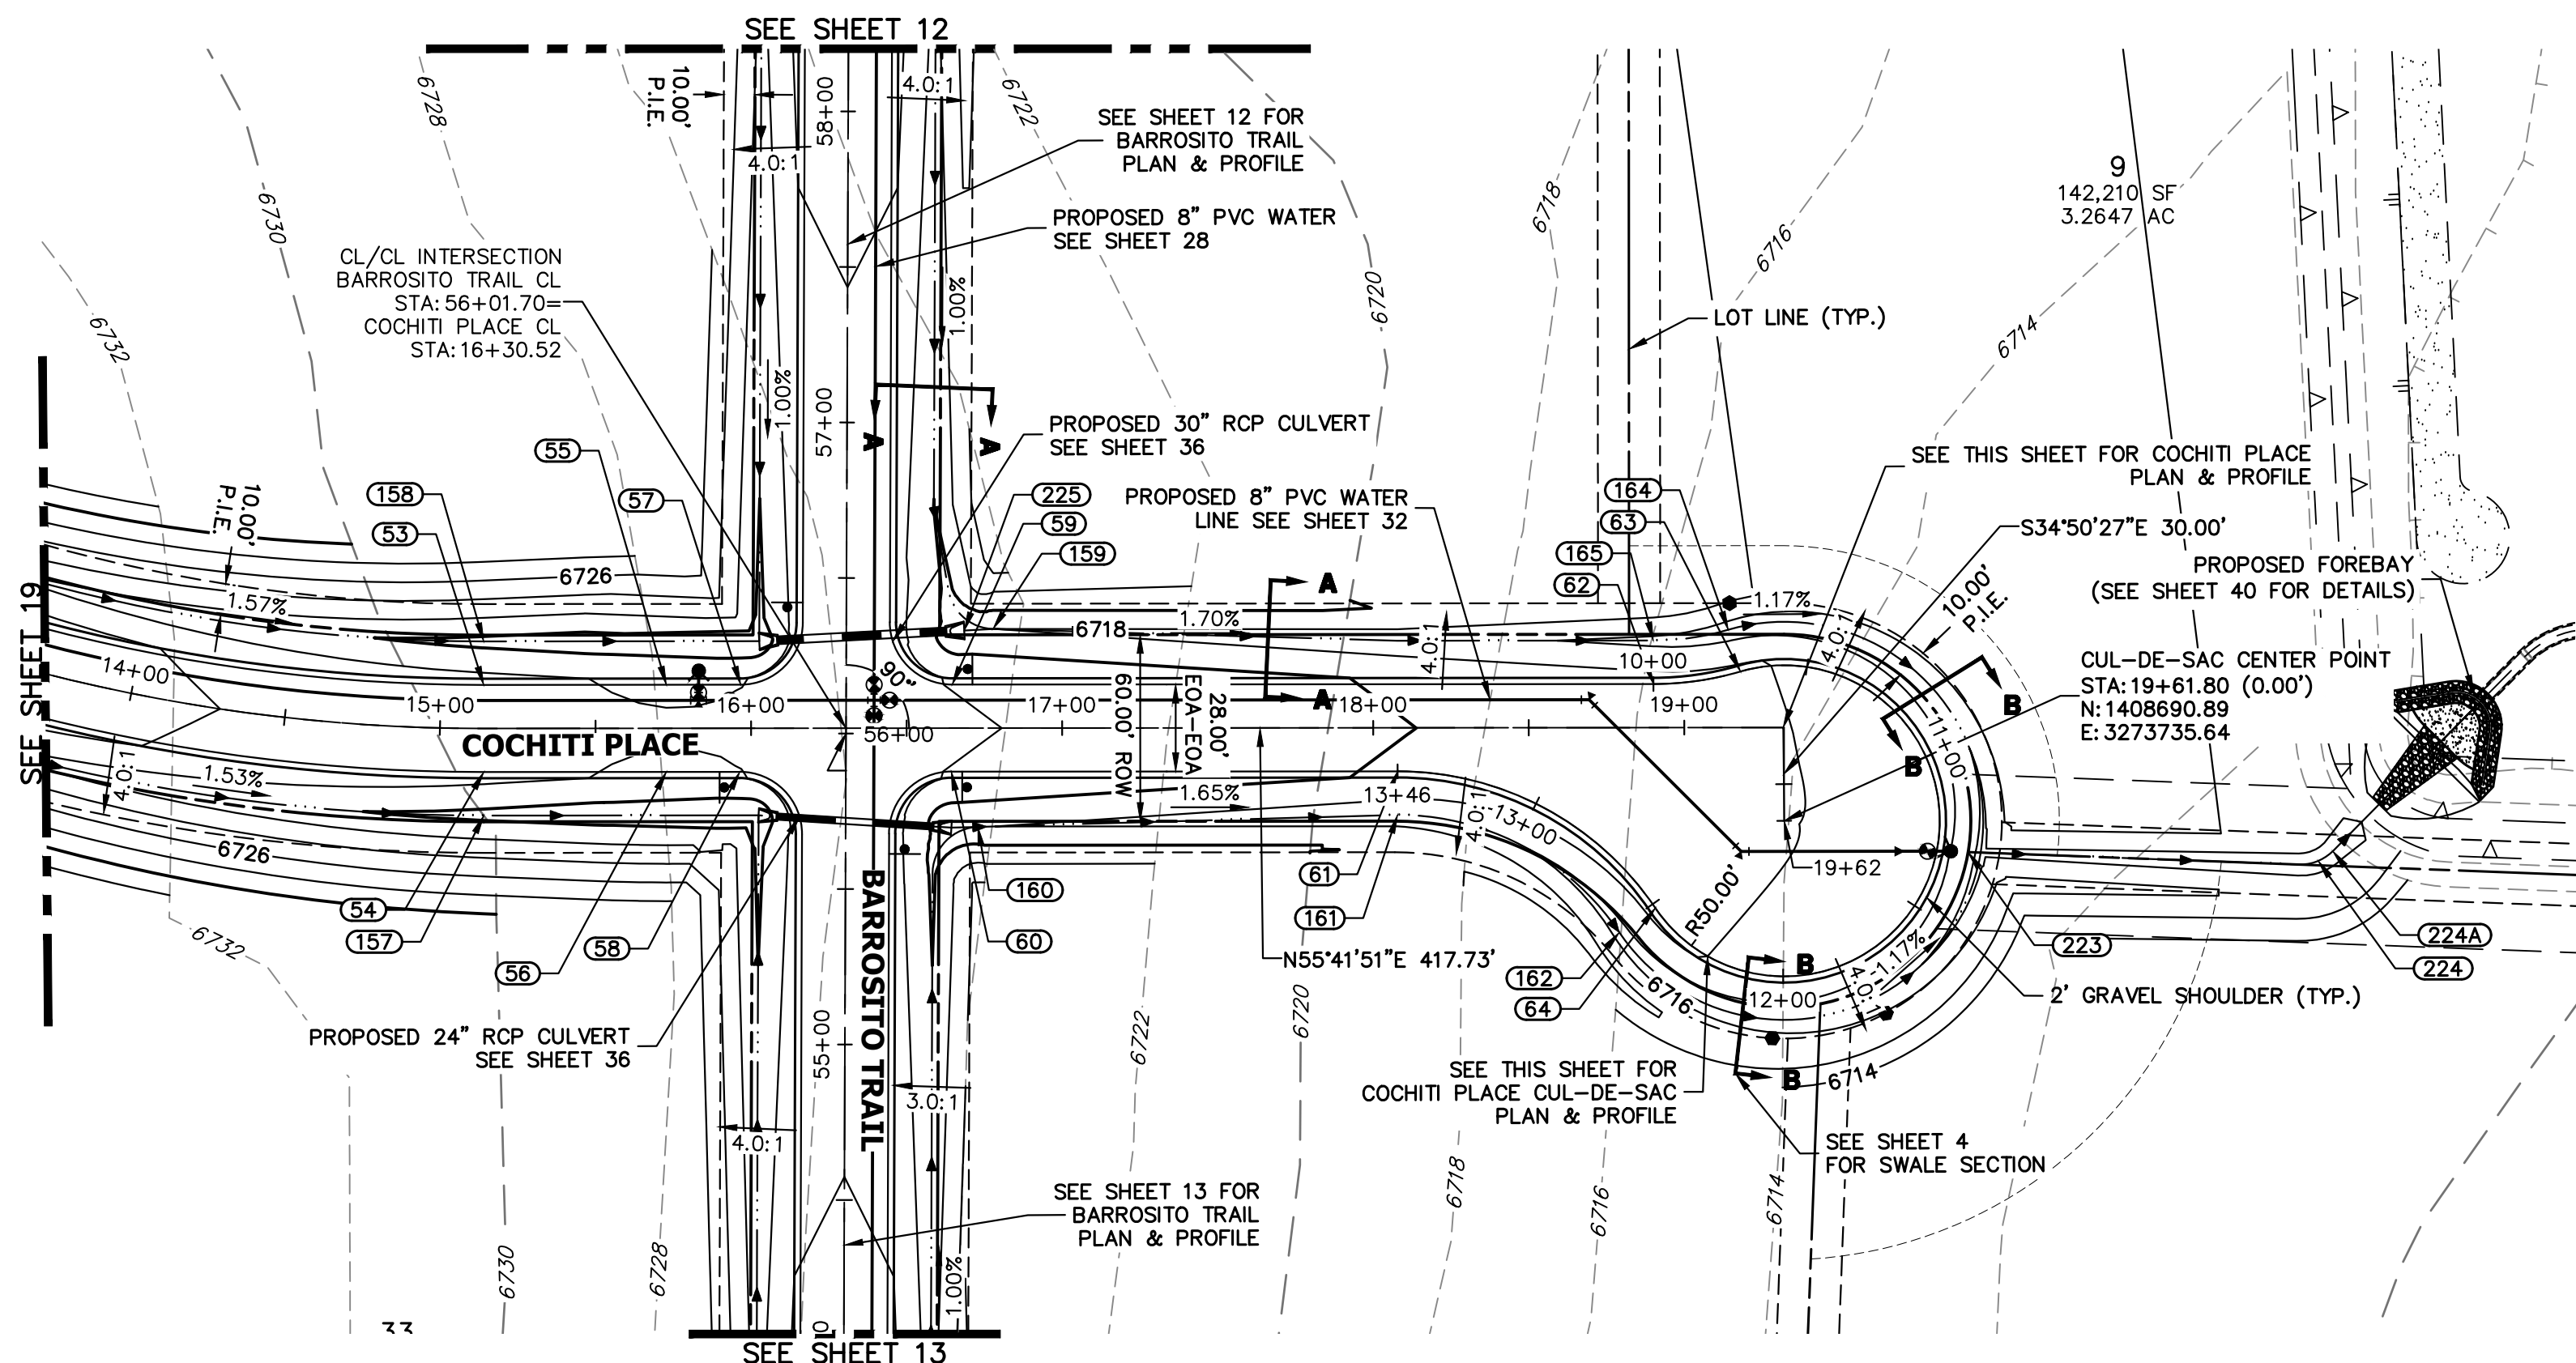 SEE SHEET 12
10.00'
P.I.E.
4.0:1
58+00
4.0:1
6728
6722
6730
SEE SHEET 12 FOR
BARROSITO TRAIL
PLAN & PROFILE
PROPOSED 8" PVC WATER
SEE SHEET 28
6718
6716
9
142,210 SF
3.2647 AC
CL/CL INTERSECTION
BARROSITO TRAIL CL
STA: 56+01.70=
COCHITI PLACE CL
STA: 16+30.52
6732
1.00%
1.00%
6720
LOT LINE (TYP.)
6714
57+00
A
A
PROPOSED 30" RCP CULVERT
SEE SHEET 36
55
57
158
53
10.00'
P.I.E.
225
59
159
PROPOSED 8" PVC WATER
LINE SEE SHEET 32
164
63
165
62
SEE THIS SHEET FOR COCHITI PLACE
PLAN & PROFILE
S34°50'27"E 30.00'
PROPOSED FOREBAY
(SEE SHEET 40 FOR DETAILS)
SEE SHEET 19
6726
1.57%
A
A
1.70%
6718
4.0:1
1.17%
4.0:1
10.00'
P.I.E.
CUL-DE-SAC CENTER POINT
STA: 19+61.80 (0.00')
N: 1408690.89
E: 3273735.64
14+00
15+00
16+00
90°
17+00
18+00
10+00
19+00
11+00
B
B
56+00
COCHITI PLACE
60.00' ROW
28.00'
EOA-EOA
4.0:1
1.53%
1.65%
13+46
13+00
4.0:1
19+62
R50.00'
6726
BARROSITO TRAIL
54
157
56
58
160
60
61
161
N55°41'51"E 417.73'
162
64
223
224A
224
6732
6716
B
B
12+00
1.17%
4.0:1
6714
2' GRAVEL SHOULDER (TYP.)
PROPOSED 24" RCP CULVERT
SEE SHEET 36
55+00
6722
6720
SEE THIS SHEET FOR
COCHITI PLACE CUL-DE-SAC
PLAN & PROFILE
3.0:1
4.0:1
SEE SHEET 4
FOR SWALE SECTION
SEE SHEET 13 FOR
BARROSITO TRAIL
PLAN & PROFILE
6718
6716
6714
6730
6728
1.00%
SEE SHEET 13